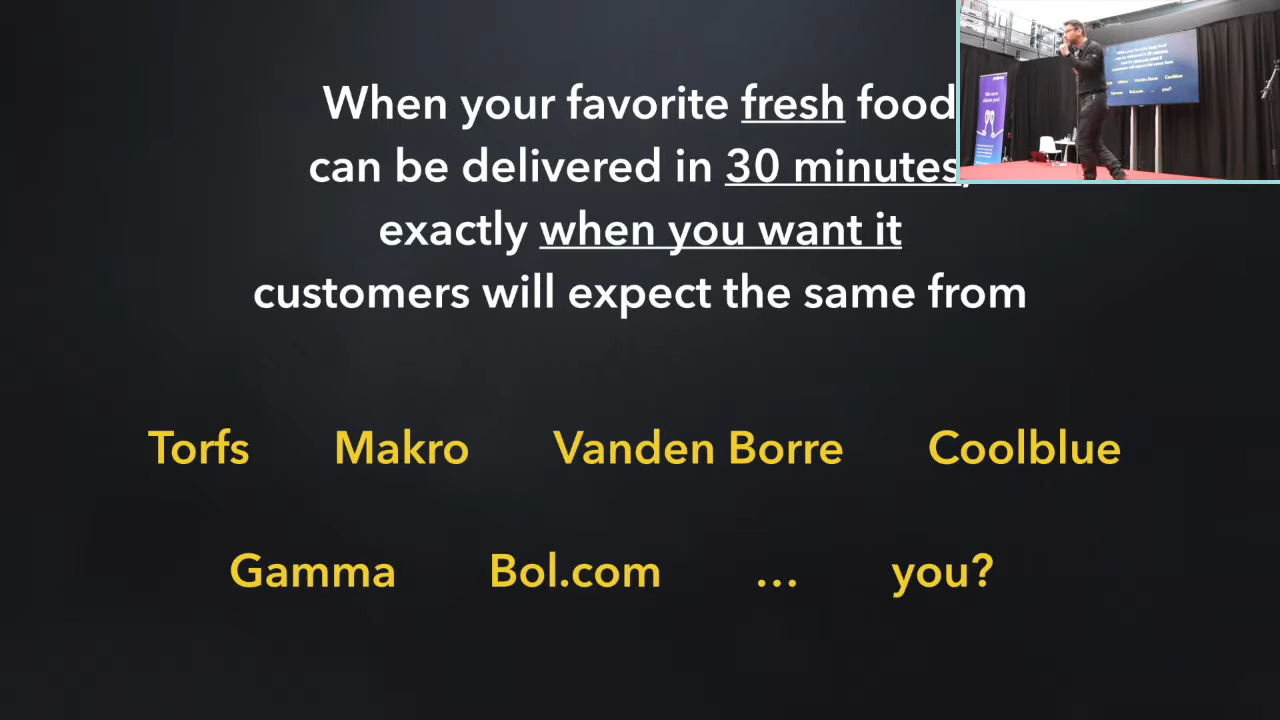 When your favorite fresh food
can be delivered in 30 minutes,
exactly when you want it
customers will expect the same from
Torfs Makro Vanden Borre Coolblue
Gamma Bol.com … you?